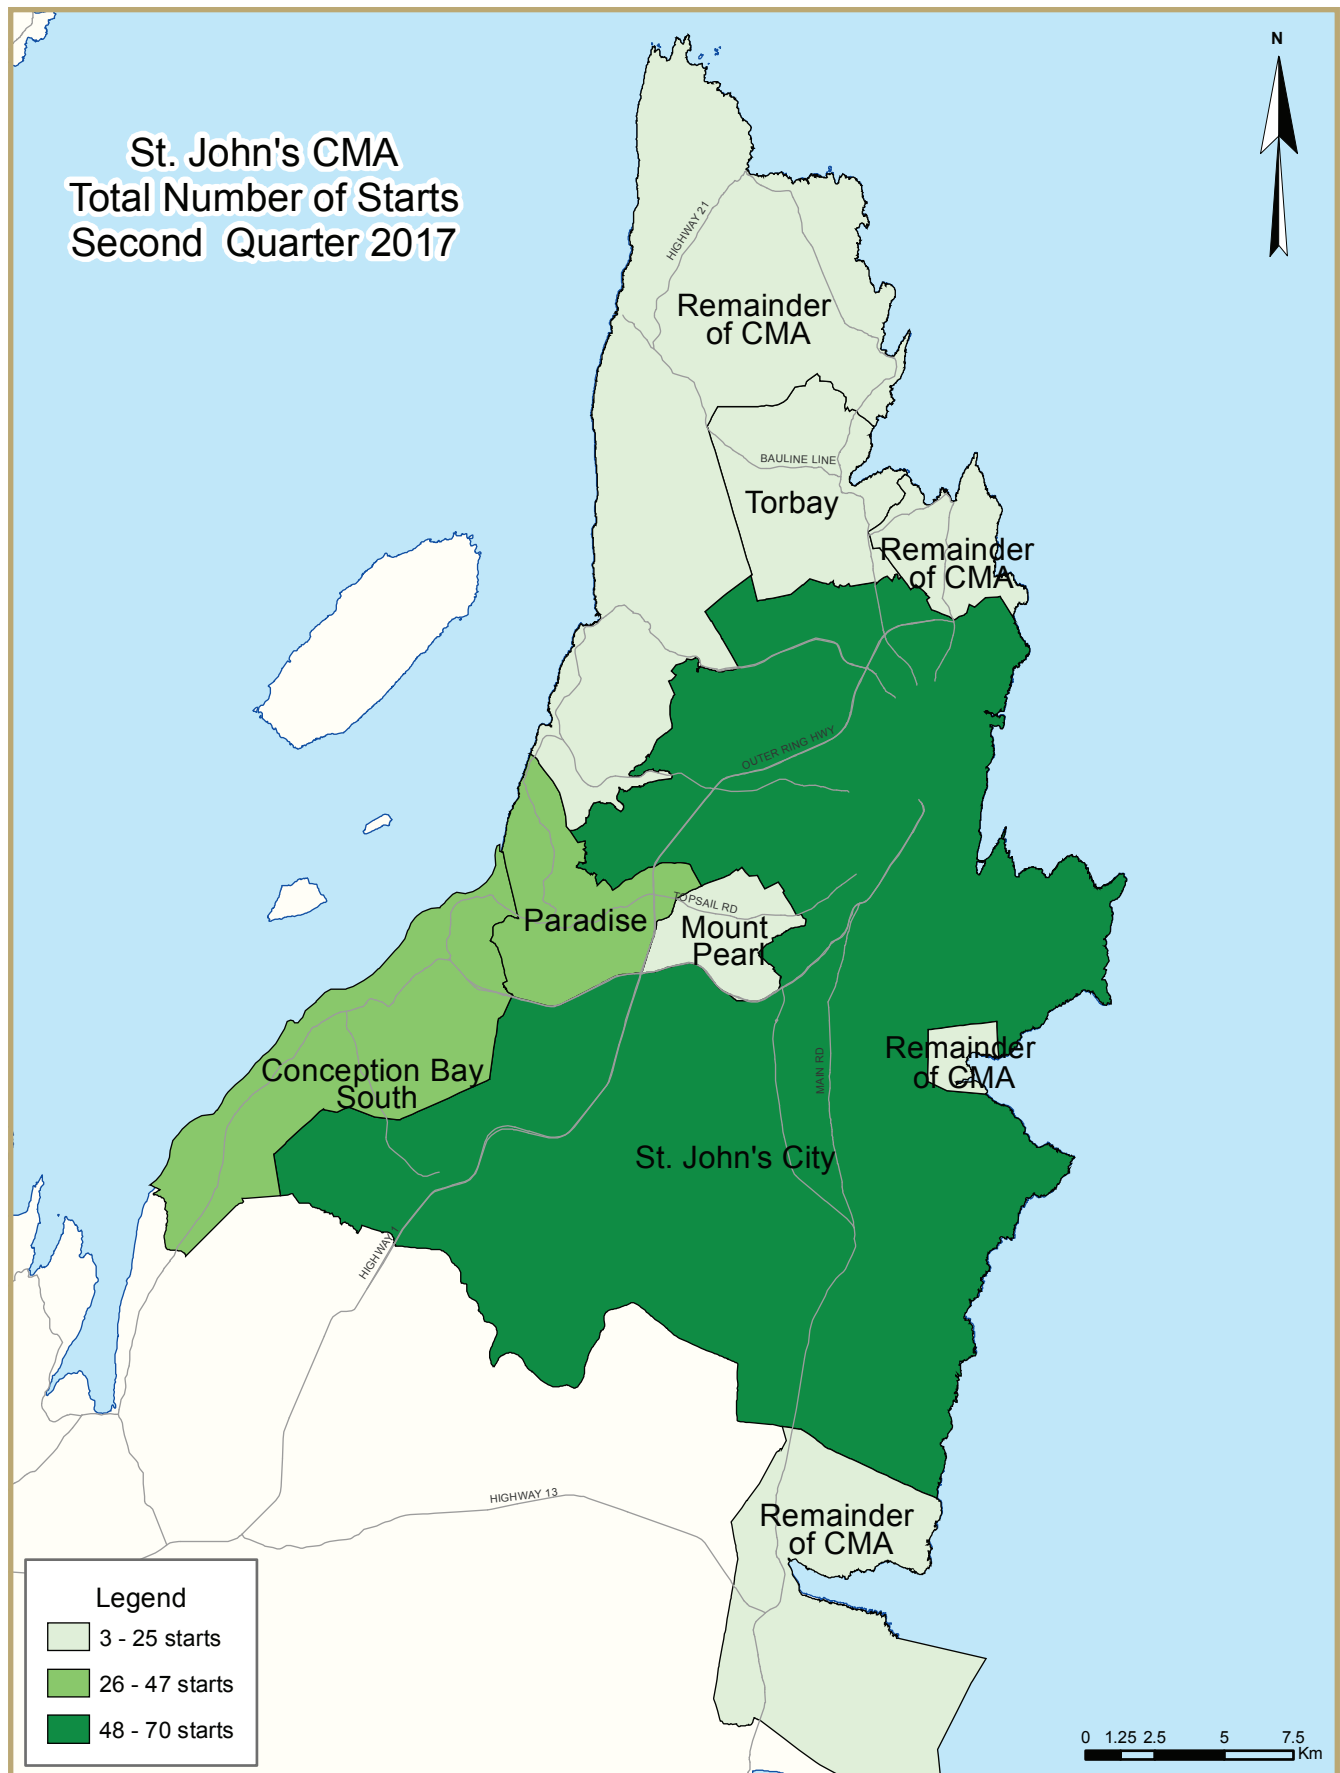 N
St. John's CMA
Total Number of Starts
Second Quarter 2017
HIGHWAY 21
Remainder
of CMA
BAULINE LINE
Torbay
Remainder
of CMA
OUTER RING HWY
TOPSAIL RD
Paradise
Mount
Pearl
Remainder
of CMA
MAIN RD
Conception Bay
South
St. John's City
HIGHWAY 1
HIGHWAY 13
Remainder
of CMA
Legend
3 - 25 starts
26 - 47 starts
48 - 70 starts
0 1.25 2.5 5 7.5
Km